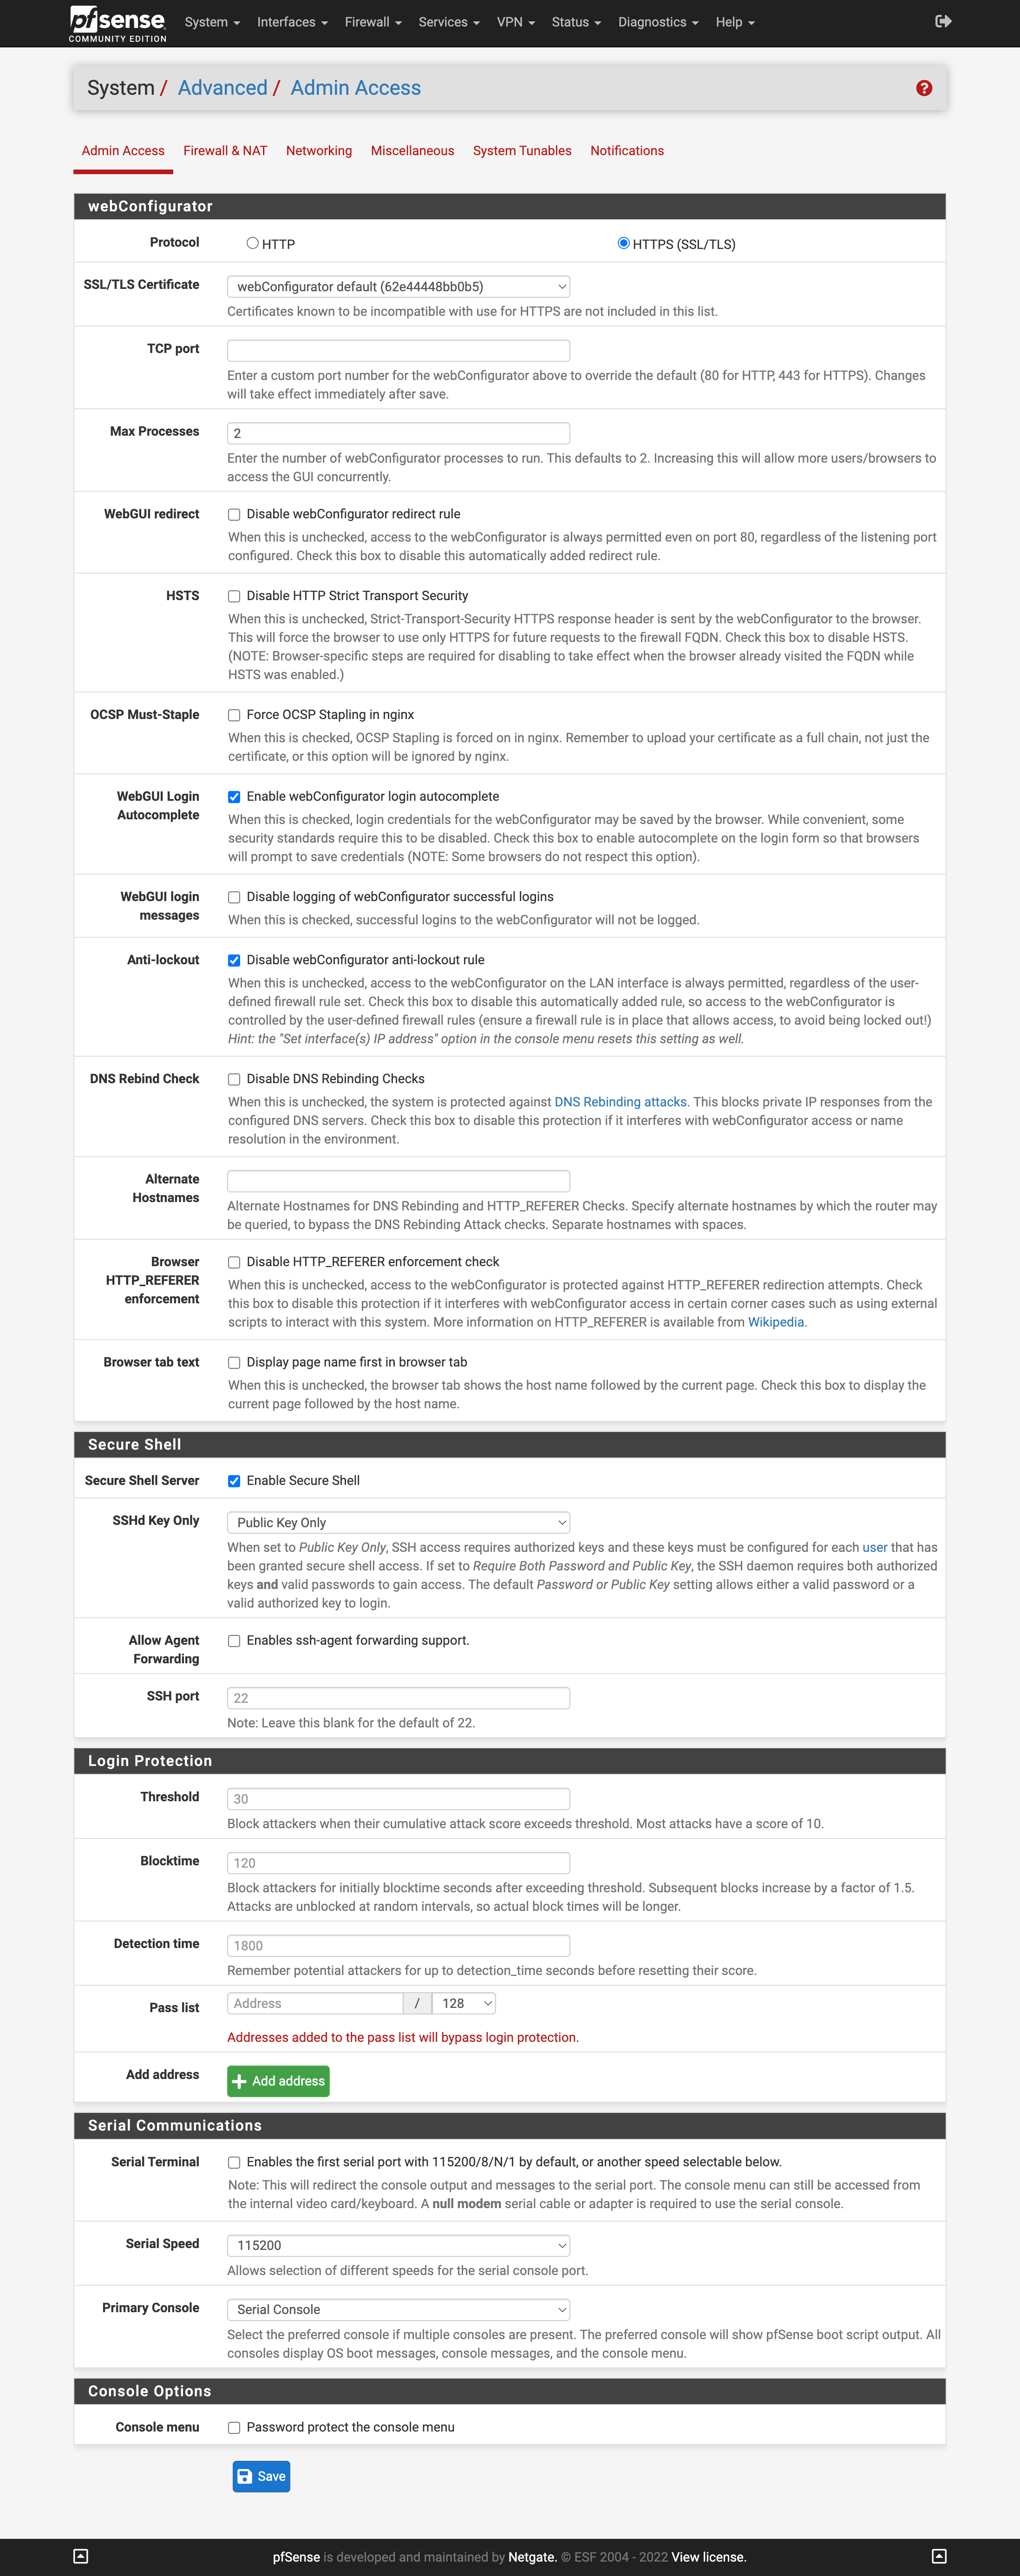 pfsense
COMMUNITY EDITION
System Interfaces Firewall Services VPN Status Diagnostics Help
System / Advanced / Admin Access
Admin Access Firewall & NAT Networking Miscellaneous System Tunables Notifications
webConfigurator
Protocol HTTP HTTPS (SSL/TLS)
SSL/TLS Certificate webConfigurator default (62e44448bb0b5)
Certificates known to be incompatible with use for HTTPS are not included in this list.
TCP port
Enter a custom port number for the webConfigurator above to override the default (80 for HTTP, 443 for HTTPS). Changes
will take effect immediately after save.
Max Processes 2
Enter the number of webConfigurator processes to run. This defaults to 2. Increasing this will allow more users/browsers to
access the GUI concurrently.
WebGUI redirect Disable webConfigurator redirect rule
When this is unchecked, access to the webConfigurator is always permitted even on port 80, regardless of the listening port
configured. Check this box to disable this automatically added redirect rule.
HSTS Disable HTTP Strict Transport Security
When this is unchecked, Strict-Transport-Security HTTPS response header is sent by the webConfigurator to the browser.
This will force the browser to use only HTTPS for future requests to the firewall FQDN. Check this box to disable HSTS.
(NOTE: Browser-specific steps are required for disabling to take effect when the browser already visited the FQDN while
HSTS was enabled.)
OCSP Must-Staple Force OCSP Stapling in nginx
When this is checked, OCSP Stapling is forced on in nginx. Remember to upload your certificate as a full chain, not just the
certificate, or this option will be ignored by nginx.
WebGUI Login
Autocomplete
Enable webConfigurator login autocomplete
When this is checked, login credentials for the webConfigurator may be saved by the browser. While convenient, some
security standards require this to be disabled. Check this box to enable autocomplete on the login form so that browsers
will prompt to save credentials (NOTE: Some browsers do not respect this option).
WebGUI login
messages
Disable logging of webConfigurator successful logins
When this is checked, successful logins to the webConfigurator will not be logged.
Anti-lockout Disable webConfigurator anti-lockout rule
When this is unchecked, access to the webConfigurator on the LAN interface is always permitted, regardless of the user-
defined firewall rule set. Check this box to disable this automatically added rule, so access to the webConfigurator is
controlled by the user-defined firewall rules (ensure a firewall rule is in place that allows access, to avoid being locked out!)
Hint: the "Set interface(s) IP address" option in the console menu resets this setting as well.
DNS Rebind Check Disable DNS Rebinding Checks
When this is unchecked, the system is protected against DNS Rebinding attacks. This blocks private IP responses from the
configured DNS servers. Check this box to disable this protection if it interferes with webConfigurator access or name
resolution in the environment.
Alternate
Hostnames
Alternate Hostnames for DNS Rebinding and HTTP_REFERER Checks. Specify alternate hostnames by which the router may
be queried, to bypass the DNS Rebinding Attack checks. Separate hostnames with spaces.
Browser
HTTP_REFERER
enforcement
Disable HTTP_REFERER enforcement check
When this is unchecked, access to the webConfigurator is protected against HTTP_REFERER redirection attempts. Check
this box to disable this protection if it interferes with webConfigurator access in certain corner cases such as using external
scripts to interact with this system. More information on HTTP_REFERER is available from Wikipedia.
Browser tab text Display page name first in browser tab
When this is unchecked, the browser tab shows the host name followed by the current page. Check this box to display the
current page followed by the host name.
Secure Shell
Secure Shell Server Enable Secure Shell
SSHd Key Only Public Key Only
When set to Public Key Only, SSH access requires authorized keys and these keys must be configured for each user that has
been granted secure shell access. If set to Require Both Password and Public Key, the SSH daemon requires both authorized
keys and valid passwords to gain access. The default Password or Public Key setting allows either a valid password or a
valid authorized key to login.
Allow Agent
Forwarding
Enables ssh-agent forwarding support.
SSH port 22
Note: Leave this blank for the default of 22.
Login Protection
Threshold 30
Block attackers when their cumulative attack score exceeds threshold. Most attacks have a score of 10.
Blocktime 120
Block attackers for initially blocktime seconds after exceeding threshold. Subsequent blocks increase by a factor of 1.5.
Attacks are unblocked at random intervals, so actual block times will be longer.
Detection time 1800
Remember potential attackers for up to detection_time seconds before resetting their score.
Pass list Address / 128
Addresses added to the pass list will bypass login protection.
Add address Add address
Serial Communications
Serial Terminal Enables the first serial port with 115200/8/N/1 by default, or another speed selectable below.
Note: This will redirect the console output and messages to the serial port. The console menu can still be accessed from
the internal video card/keyboard. A null modem serial cable or adapter is required to use the serial console.
Serial Speed 115200
Allows selection of different speeds for the serial console port.
Primary Console Serial Console
Select the preferred console if multiple consoles are present. The preferred console will show pfSense boot script output. All
consoles display OS boot messages, console messages, and the console menu.
Console Options
Console menu Password protect the console menu
Save
pfSense is developed and maintained by Netgate. © ESF 2004 - 2022 View license.